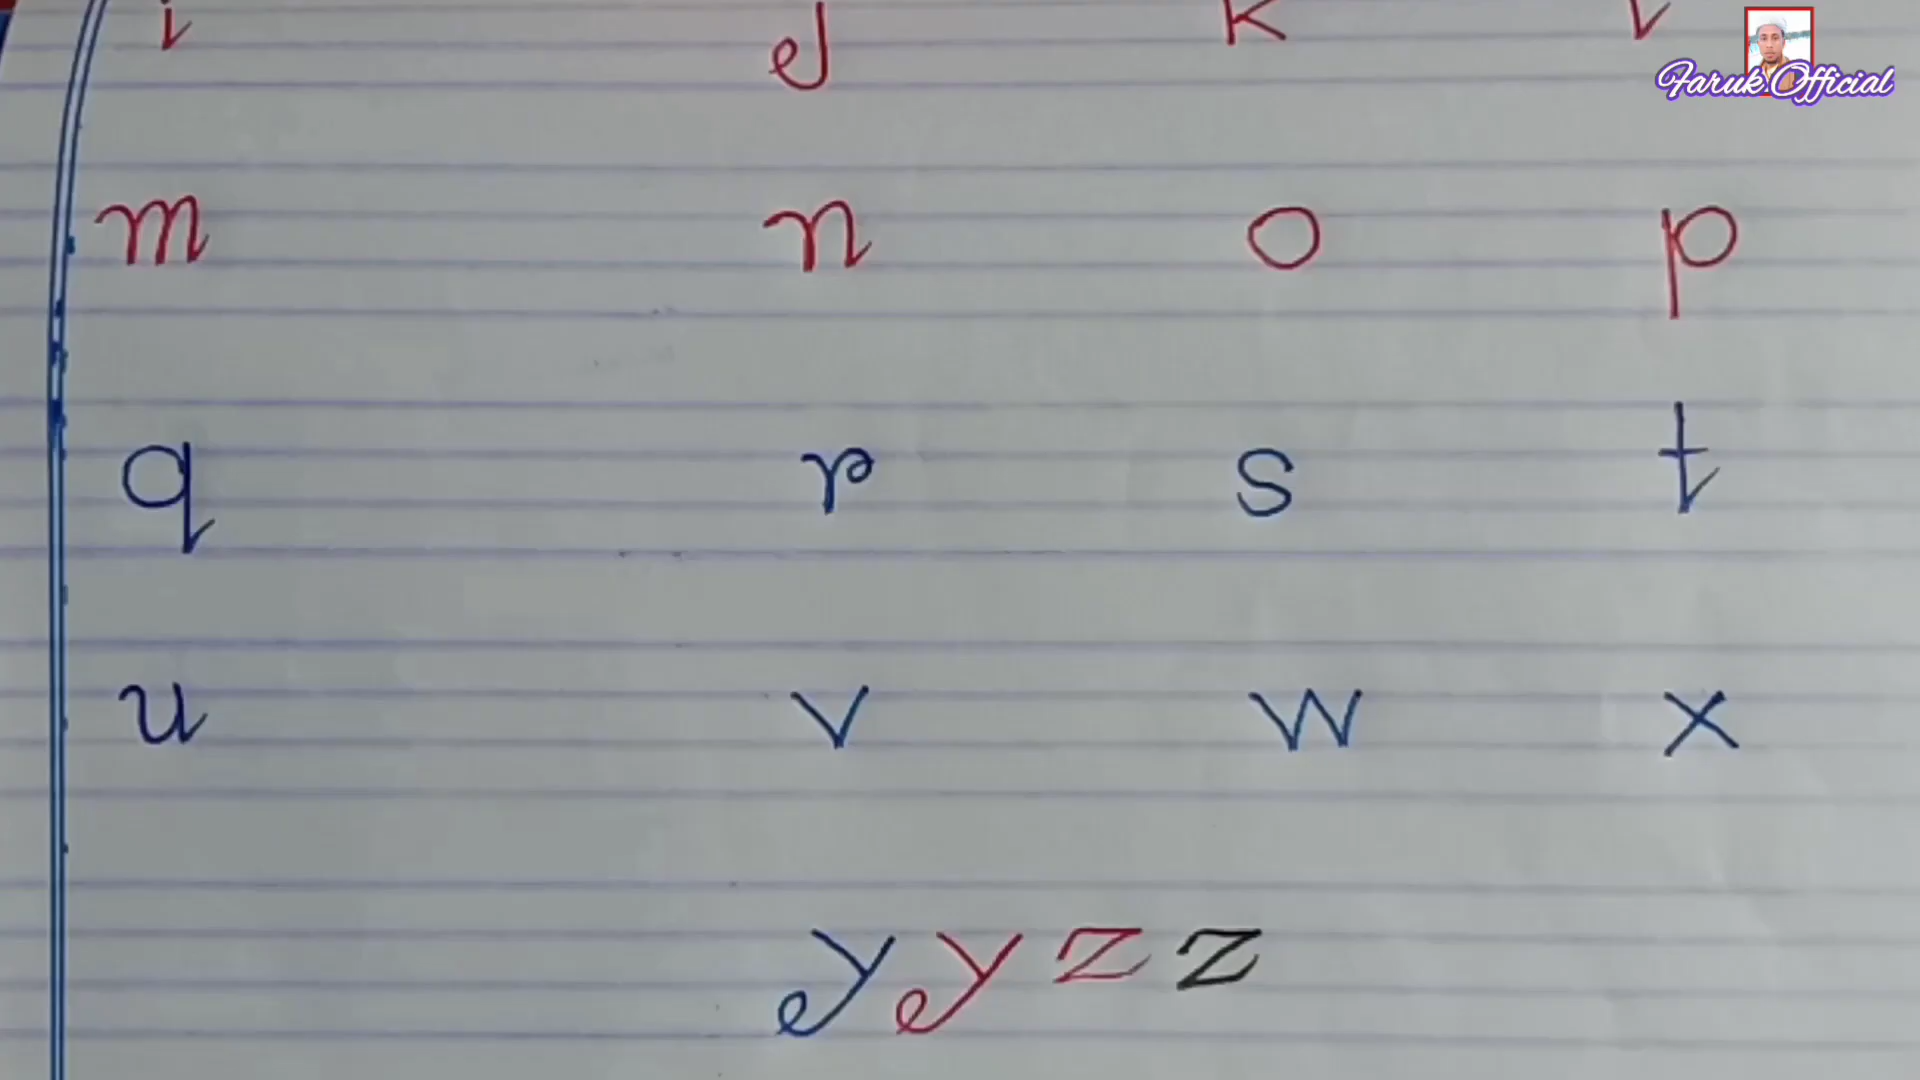 i j k l
Faruk Official
m n o p
q r s t
u v w x
y y z z